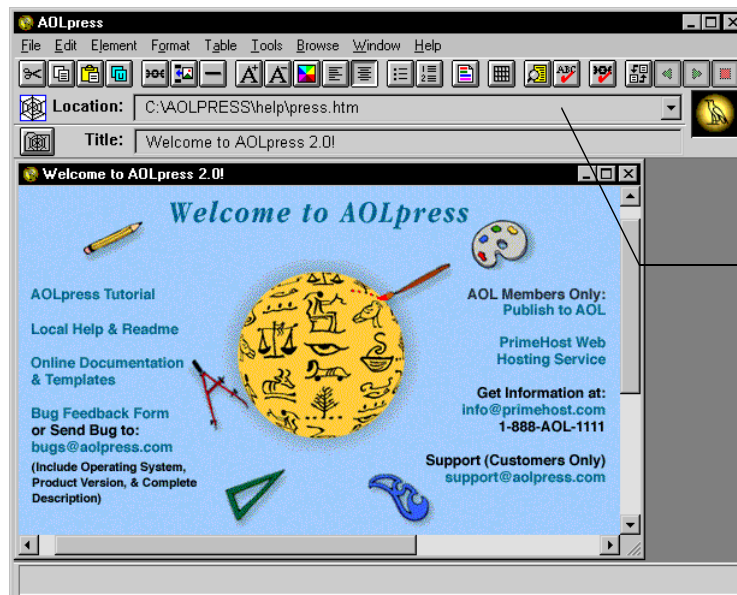 AOLpress
File Edit Element Format Table Tools Browse Window Help
A+ A- ABC
Location: C:\AOLPRESS\help\press.htm
Title: Welcome to AOLpress 2.0!
Welcome to AOLpress 2.0!
Welcome to AOLpress
AOLpress Tutorial
Local Help & Readme
Online Documentation
& Templates
Bug Feedback Form
or Send Bug to:
bugs@aolpress.com
(Include Operating System,
Product Version, & Complete
Description)
AOL Members Only:
Publish to AOL
PrimeHost Web
Hosting Service
Get Information at:
info@primehost.com
1-888-AOL-1111
Support (Customers Only)
support@aolpress.com